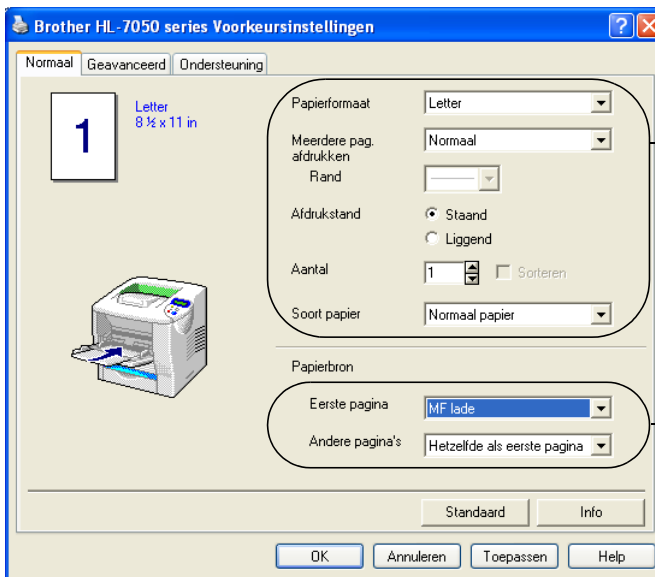 Brother HL-7050 series Voorkeursinstellingen
Normaal Geavanceerd Ondersteuning
1
Letter
8 ½ x 11 in
Papierformaat Letter
Meerdere pag. afdrukken Normaal
Rand
Afdrukstand Staand
Liggend
Aantal 1 Sorteren
Soort papier Normaal papier
Papierbron
Eerste pagina MF lade
Andere pagina's Hetzelfde als eerste pagina
Standaard Info
OK Annuleren Toepassen Help